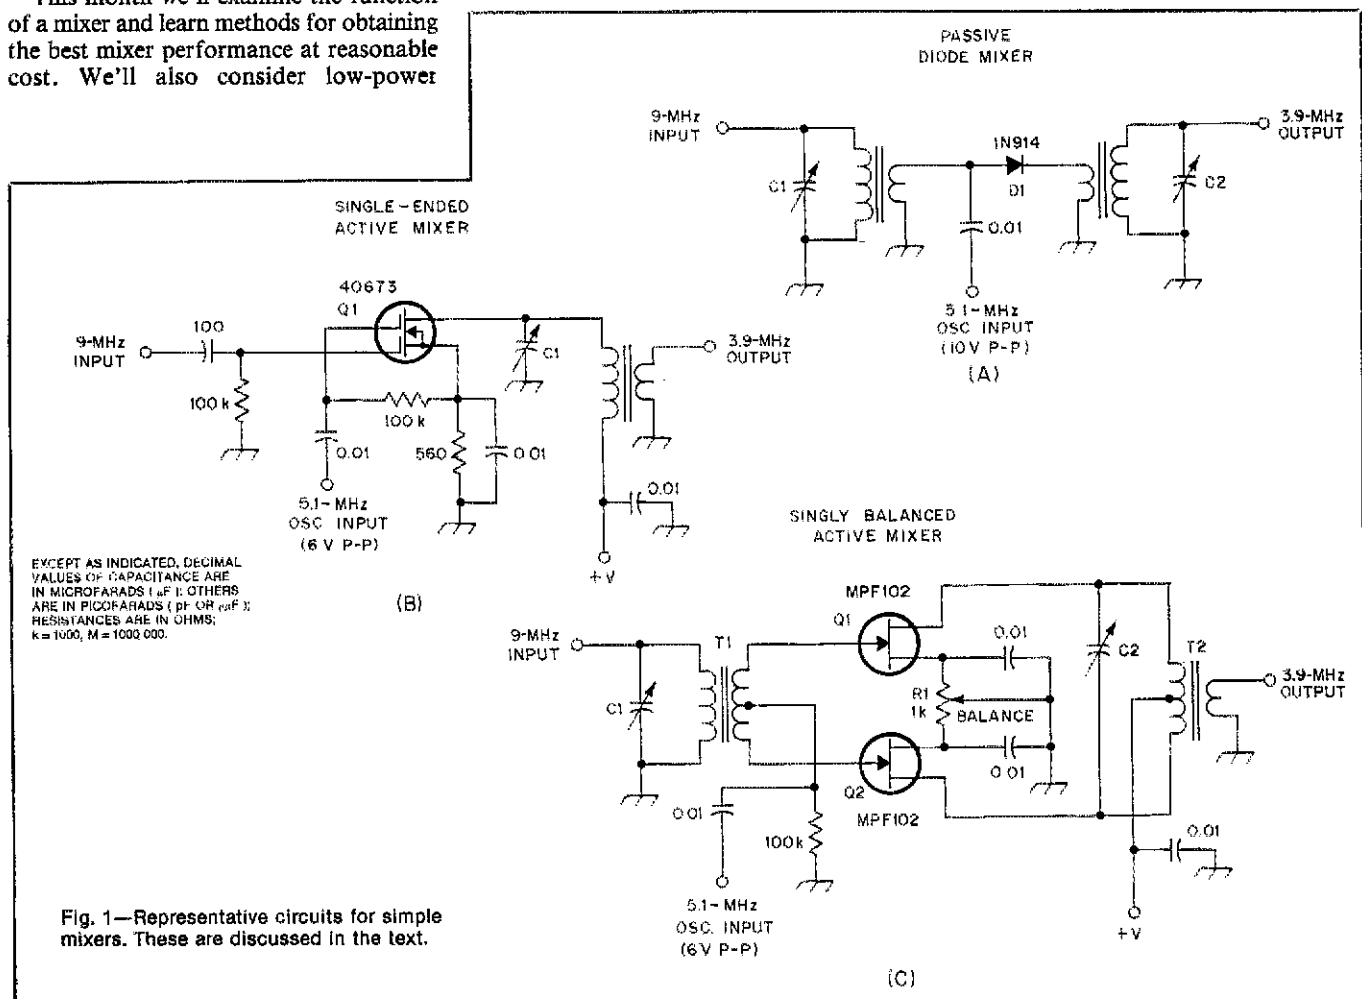 This month we'll examine the function
of a mixer and learn methods for obtaining
the best mixer performance at reasonable
cost. We'll also consider low-power
PASSIVE
DIODE MIXER
9-MHz
INPUT
C1
1N914
D1
0.01
5.1-MHz
OSC INPUT
(10V P-P)
C2
3.9-MHz
OUTPUT
(A)
SINGLE-ENDED
ACTIVE MIXER
40673
Q1
9-MHz
INPUT
100
100k
100k
0.01
560
0.01
C1
3.9-MHz
OUTPUT
5.1-MHz
OSC INPUT
(6V P-P)
0.01
+V
(B)
EXCEPT AS INDICATED, DECIMAL
VALUES OF CAPACITANCE ARE
IN MICROFARADS (µF); OTHERS
ARE IN PICOFARADS (pF OR µµF);
RESISTANCES ARE IN OHMS;
k=1000, M=1000 000.
SINGLY BALANCED
ACTIVE MIXER
9-MHz
INPUT
C1
T1
MPF102
Q1
0.01
R1
1k
BALANCE
0.01
Q2
MPF102
C2
T2
3.9-MHz
OUTPUT
0.01
100k
5.1-MHz
OSC. INPUT
(6V P-P)
0.01
+V
(C)
Fig. 1—Representative circuits for simple
mixers. These are discussed in the text.